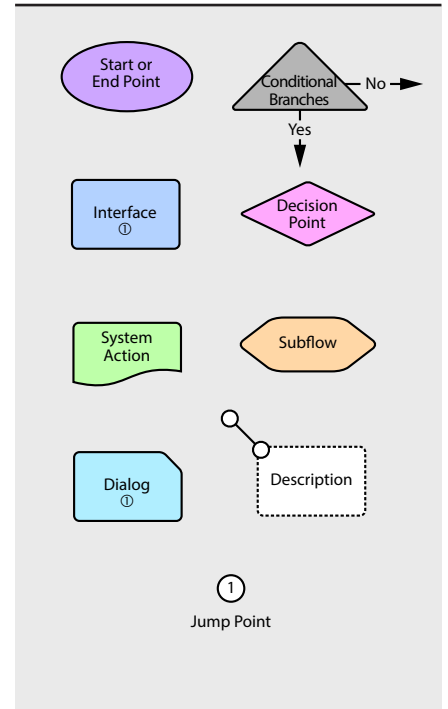 Start or
End Point
Conditional
Branches
No
Yes
Interface
①
Decision
Point
System
Action
Subflow
Dialog
①
Description
1
Jump Point